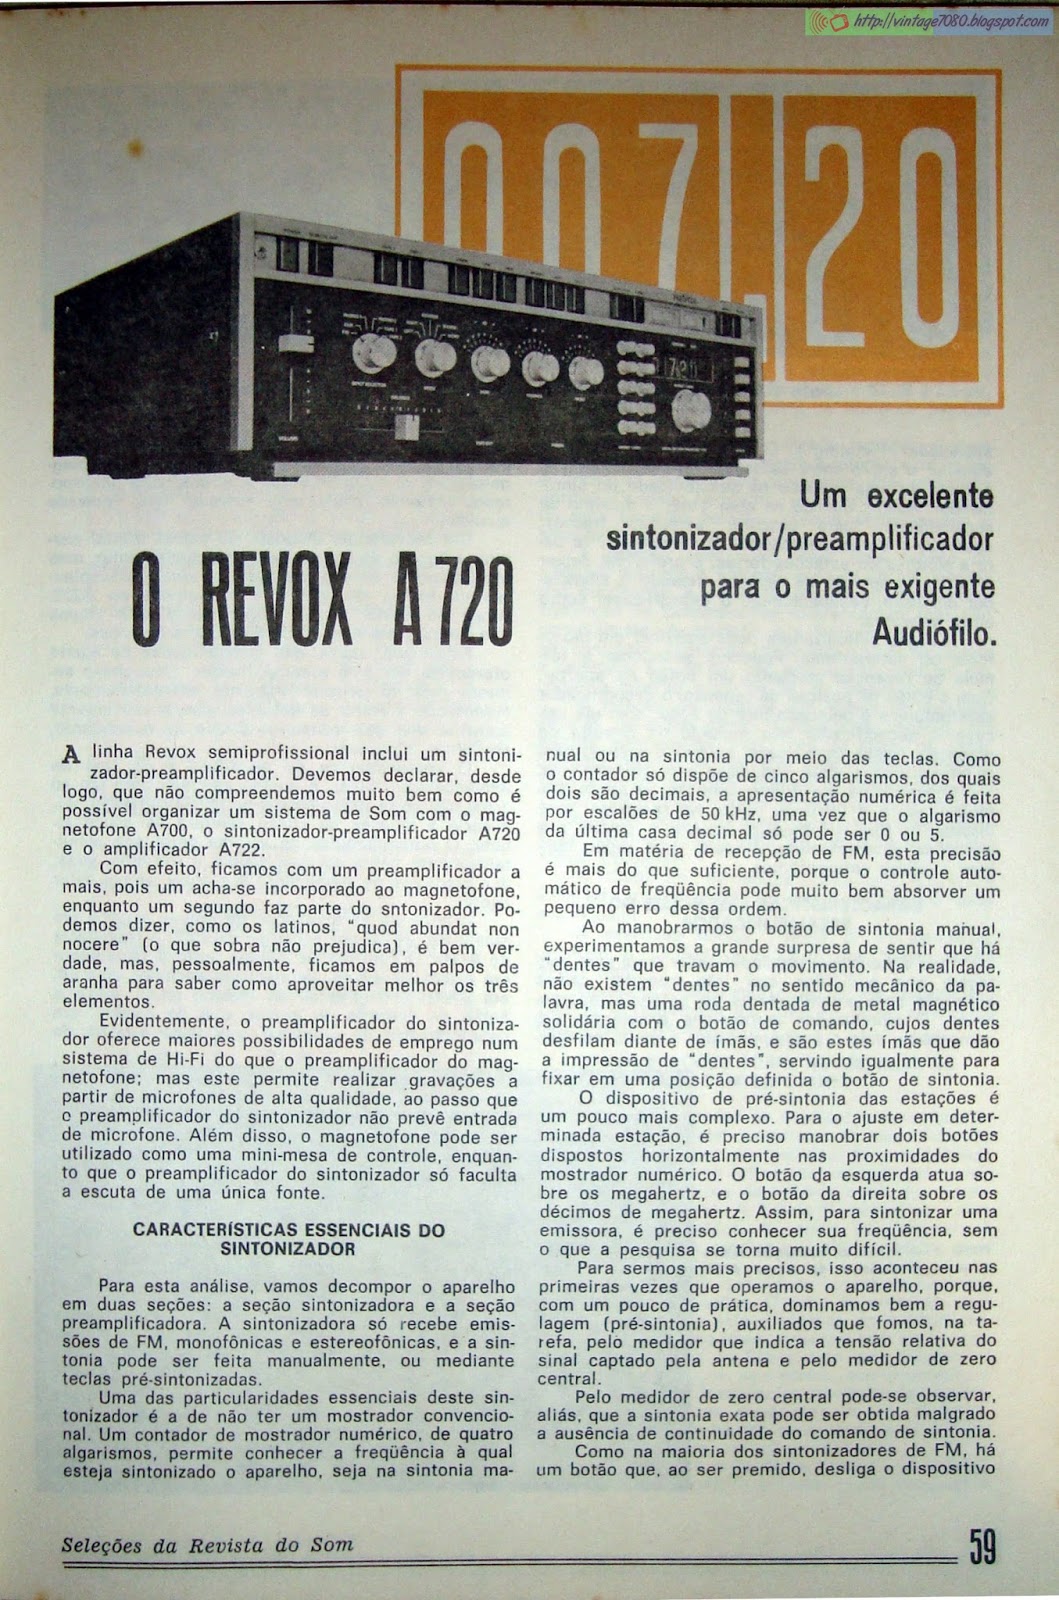 http://vintage7080.blogspot.com
007.20
Um excelente
sintonizador/preamplificador
para o mais exigente
Audiófilo.
O REVOX A720
A linha Revox semiprofissional inclui um sintoni-
zador-preamplificador. Devemos declarar, desde
logo, que não compreendemos muito bem como é
possível organizar um sistema de Som com o mag-
netofone A700, o sintonizador-preamplificador A720
e o amplificador A722.
Com efeito, ficamos com um preamplificador a
mais, pois um acha-se incorporado ao magnetofone,
enquanto um segundo faz parte do sntonizador. Po-
demos dizer, como os latinos, "quod abundat non
nocere" (o que sobra não prejudica), é bem ver-
dade, mas, pessoalmente, ficamos em palpos de
aranha para saber como aproveitar melhor os três
elementos.
Evidentemente, o preamplificador do sintoniza-
dor oferece maiores possibilidades de emprego num
sistema de Hi-Fi do que o preamplificador do mag-
netofone; mas este permite realizar gravações a
partir de microfones de alta qualidade, ao passo que
o preamplificador do sintonizador não prevê entrada
de microfone. Além disso, o magnetofone pode ser
utilizado como uma mini-mesa de controle, enquan-
to que o preamplificador do sintonizador só faculta
a escuta de uma única fonte.
CARACTERÍSTICAS ESSENCIAIS DO
SINTONIZADOR
Para esta análise, vamos decompor o aparelho
em duas seções: a seção sintonizadora e a seção
preamplificadora. A sintonizadora só recebe emis-
sões de FM, monofônicas e estereofônicas, e a sin-
tonia pode ser feita manualmente, ou mediante
teclas pré-sintonizadas.
Uma das particularidades essenciais deste sin-
tonizador é a de não ter um mostrador convencio-
nal. Um contador de mostrador numérico, de quatro
algarismos, permite conhecer a freqüência à qual
esteja sintonizado o aparelho, seja na sintonia ma-
nual ou na sintonia por meio das teclas. Como
o contador só dispõe de cinco algarismos, dos quais
dois são decimais, a apresentação numérica é feita
por escalões de 50 kHz, uma vez que o algarismo
da última casa decimal só pode ser 0 ou 5.
Em matéria de recepção de FM, esta precisão
é mais do que suficiente, porque o controle auto-
mático de freqüência pode muito bem absorver um
pequeno erro dessa ordem.
Ao manobrarmos o botão de sintonia manual,
experimentamos a grande surpresa de sentir que há
"dentes" que travam o movimento. Na realidade,
não existem "dentes" no sentido mecânico da pa-
lavra, mas uma roda dentada de metal magnético
solidária com o botão de comando, cujos dentes
desfilam diante de ímãs, e são estes ímãs que dão
a impressão de "dentes", servindo igualmente para
fixar em uma posição definida o botão de sintonia.
O dispositivo de pré-sintonia das estações é
um pouco mais complexo. Para o ajuste em deter-
minada estação, é preciso manobrar dois botões
dispostos horizontalmente nas proximidades do
mostrador numérico. O botão da esquerda atua so-
bre os megahertz, e o botão da direita sobre os
décimos de megahertz. Assim, para sintonizar uma
emissora, é preciso conhecer sua freqüência, sem
o que a pesquisa se torna muito difícil.
Para sermos mais precisos, isso aconteceu nas
primeiras vezes que operamos o aparelho, porque,
com um pouco de prática, dominamos bem a regu-
lagem (pré-sintonia), auxiliados que fomos, na ta-
refa, pelo medidor que indica a tensão relativa do
sinal captado pela antena e pelo medidor de zero
central.
Pelo medidor de zero central pode-se observar,
aliás, que a sintonia exata pode ser obtida malgrado
a ausência de continuidade do comando de sintonia.
Como na maioria dos sintonizadores de FM, há
um botão que, ao ser premido, desliga o dispositivo
Seleções da Revista do Som
59